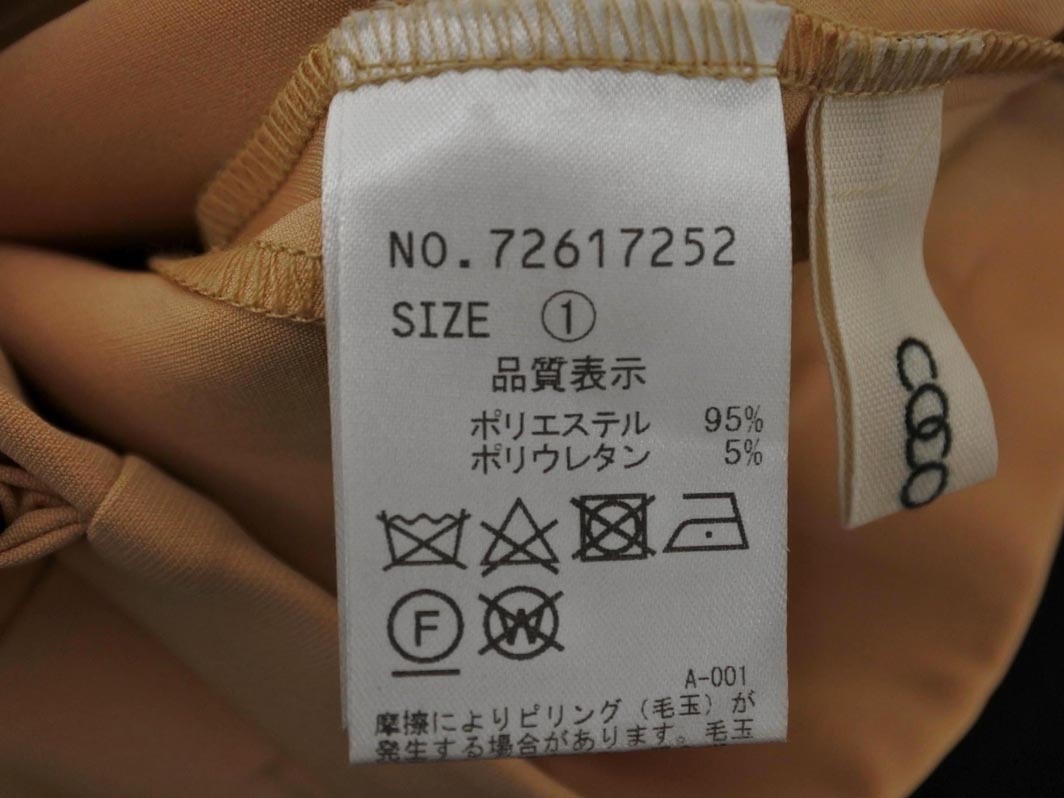 NO.72617252
SIZE ①
品質表示
ポリエステル 95%
ポリウレタン 5%
F
W
A-001
摩擦によりピリング(毛玉)が
発生する場合があります。毛玉
COCO